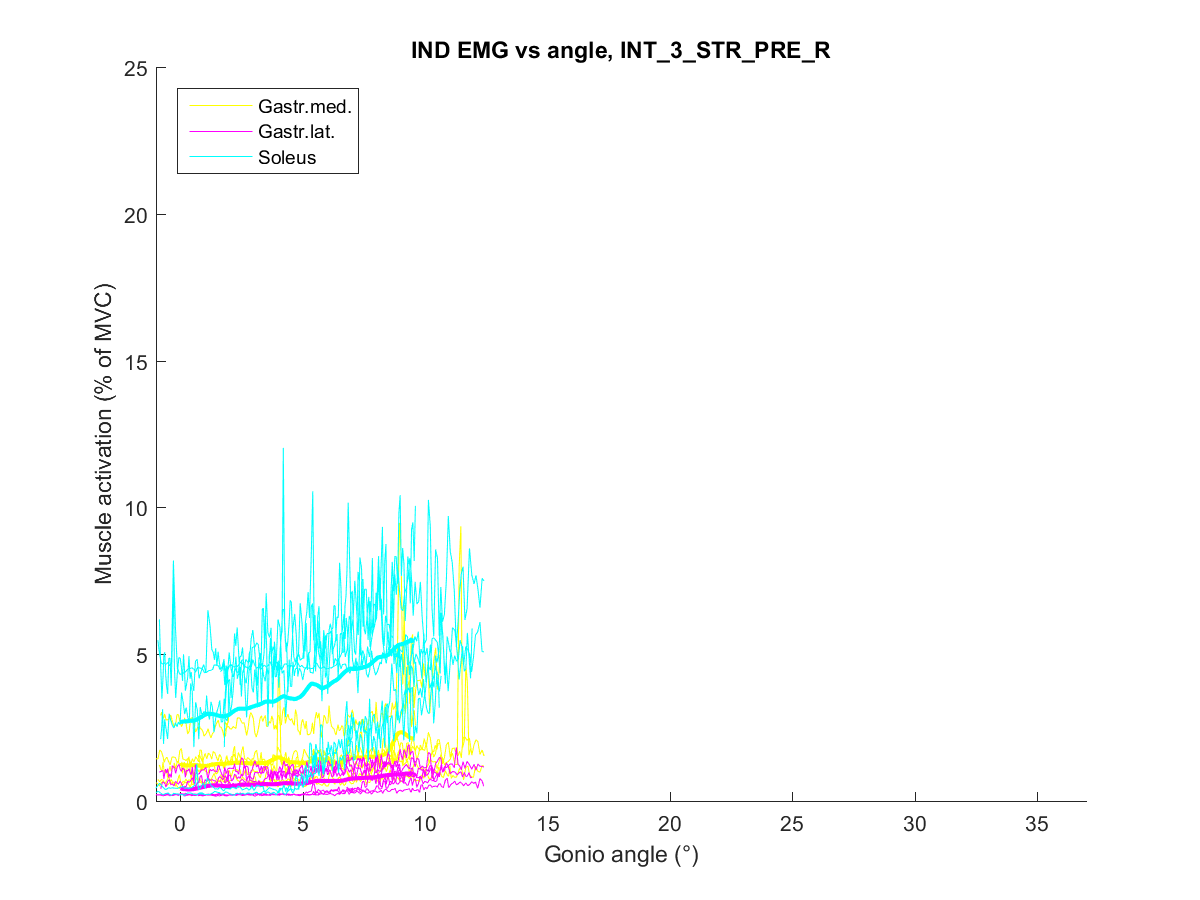 IND EMG vs angle, INT_3_STR_PRE_R
25
20
15
10
5
0
Gastr.med.
Gastr.lat.
Soleus
Muscle activation (% of MVC)
0 5 10 15 20 25 30 35
Gonio angle (°)